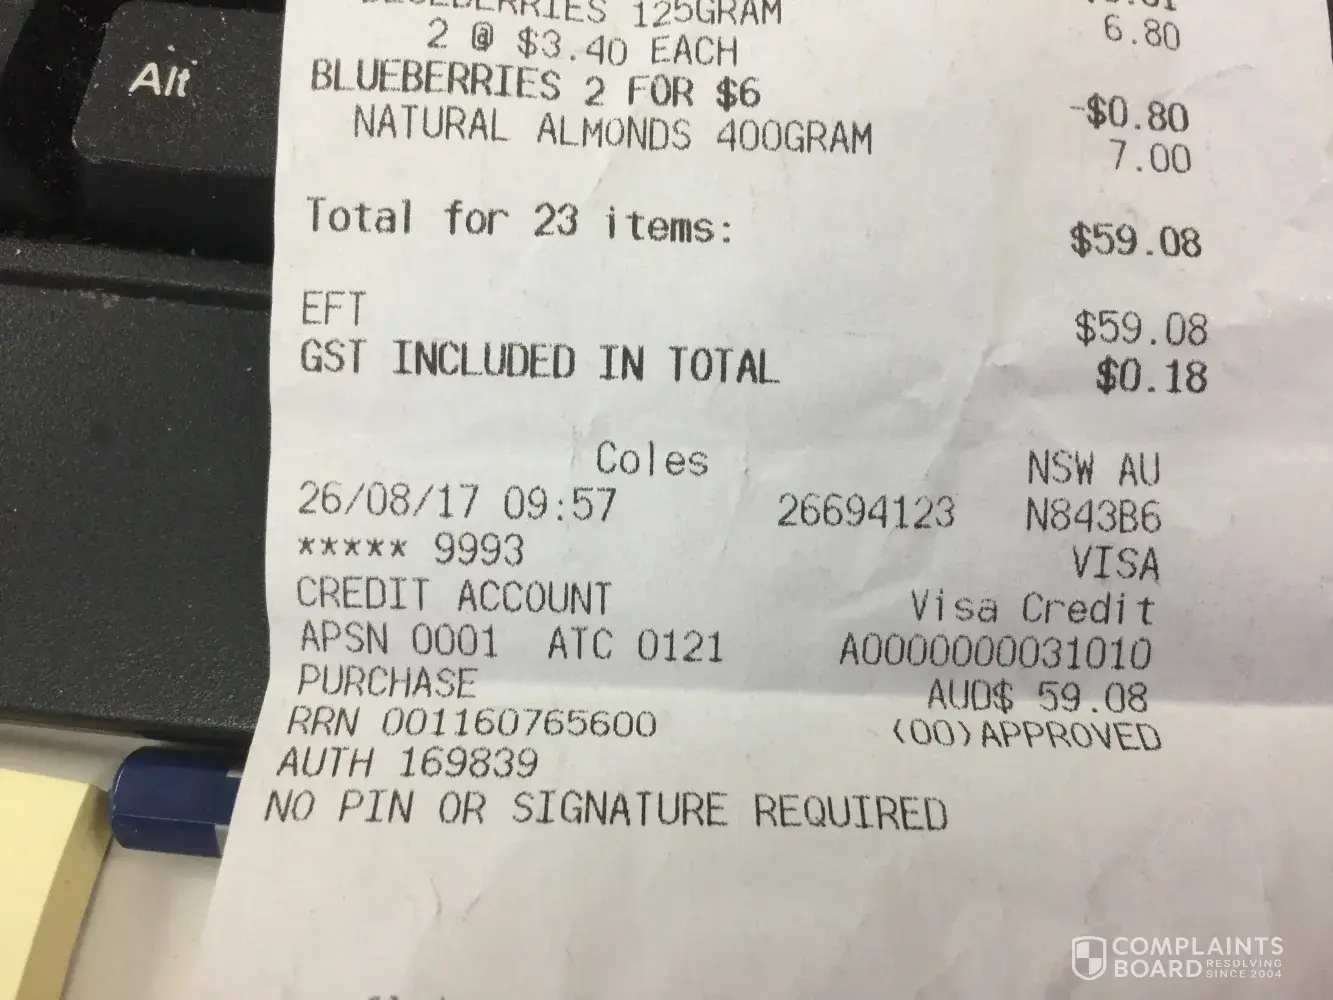 Alt
BLUEBERRIES 125GRAM
2 @ $3.40 EACH 6.80
BLUEBERRIES 2 FOR $6 -$0.80
NATURAL ALMONDS 400GRAM 7.00
Total for 23 items: $59.08
EFT $59.08
GST INCLUDED IN TOTAL $0.18
Coles NSW AU
26/08/17 09:57 26694123 N843B6
***** 9993 VISA
CREDIT ACCOUNT Visa Credit
APSN 0001 ATC 0121 A0000000031010
PURCHASE AUD$ 59.08
RRN 001160765600 (00)APPROVED
AUTH 169839
NO PIN OR SIGNATURE REQUIRED
COMPLAINTS
BOARD RESOLVING SINCE 2004